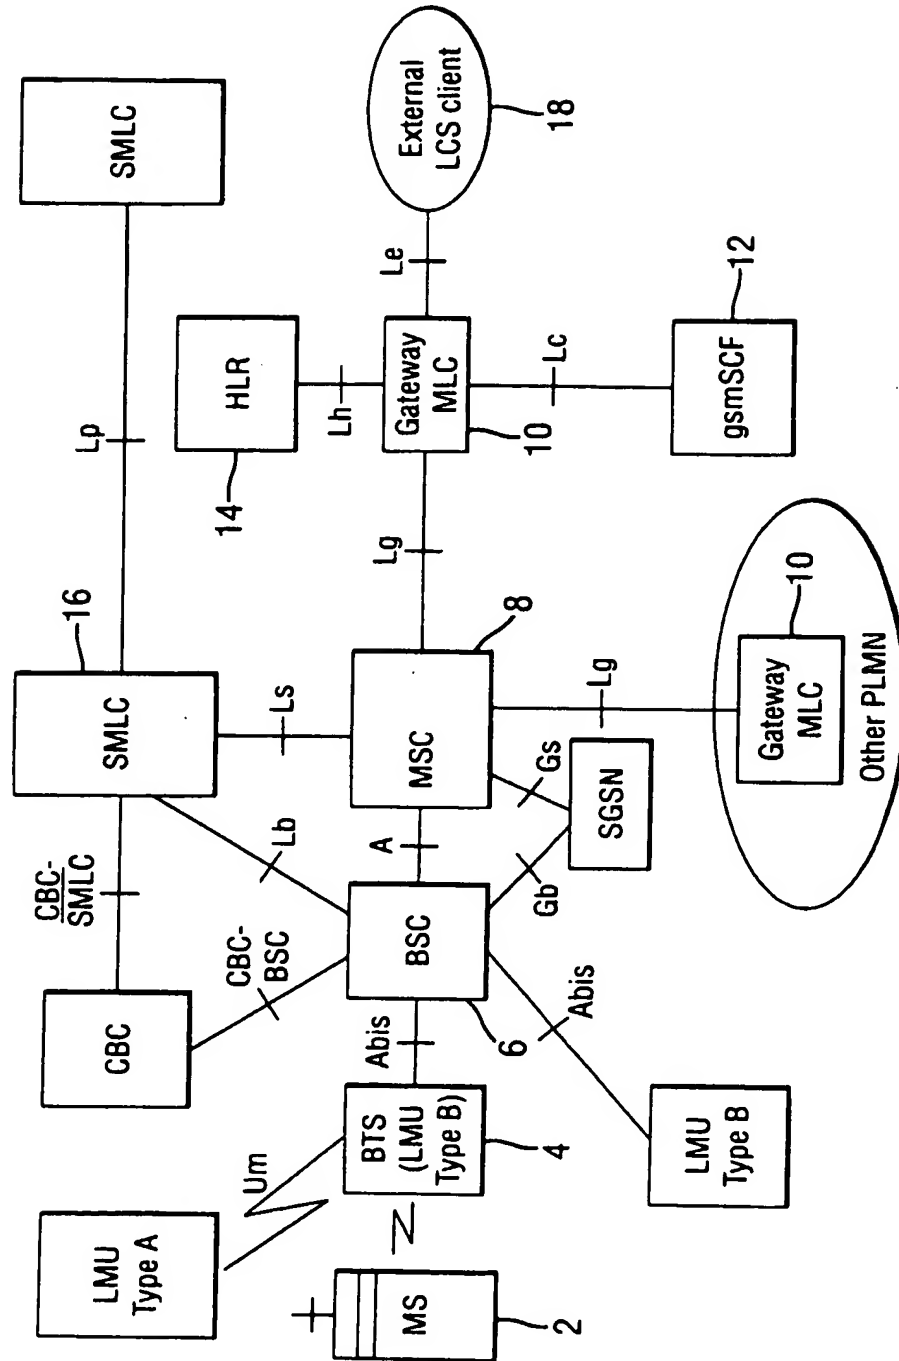 LMU
Type A
Um
CBC
CBC-
SMLC
SMLC
16
Lp
SMLC
CBC-
BSC
Lb
Ls
14
HLR
Lh
MS
2
BTS
(LMU
Type B)
4
Abis
BSC
6
A
MSC
8
Lg
Gateway
MLC
10
Le
External
LCS client
18
LMU
Type B
Abis
Gb
Gs
SGSN
Lg
Gateway
MLC
10
Other PLMN
Lc
gsmSCF
12